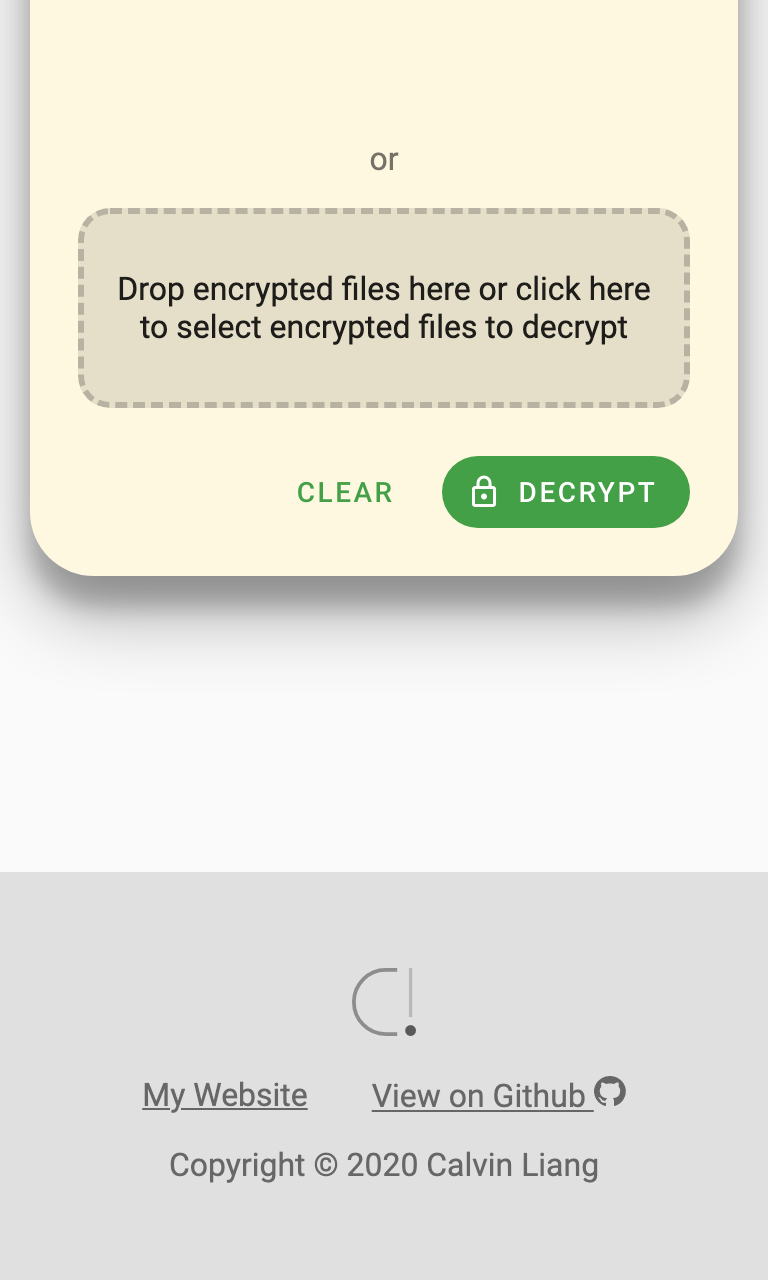 or
Drop encrypted files here or click here
to select encrypted files to decrypt
CLEAR
DECRYPT
My Website
View on Github
Copyright © 2020 Calvin Liang